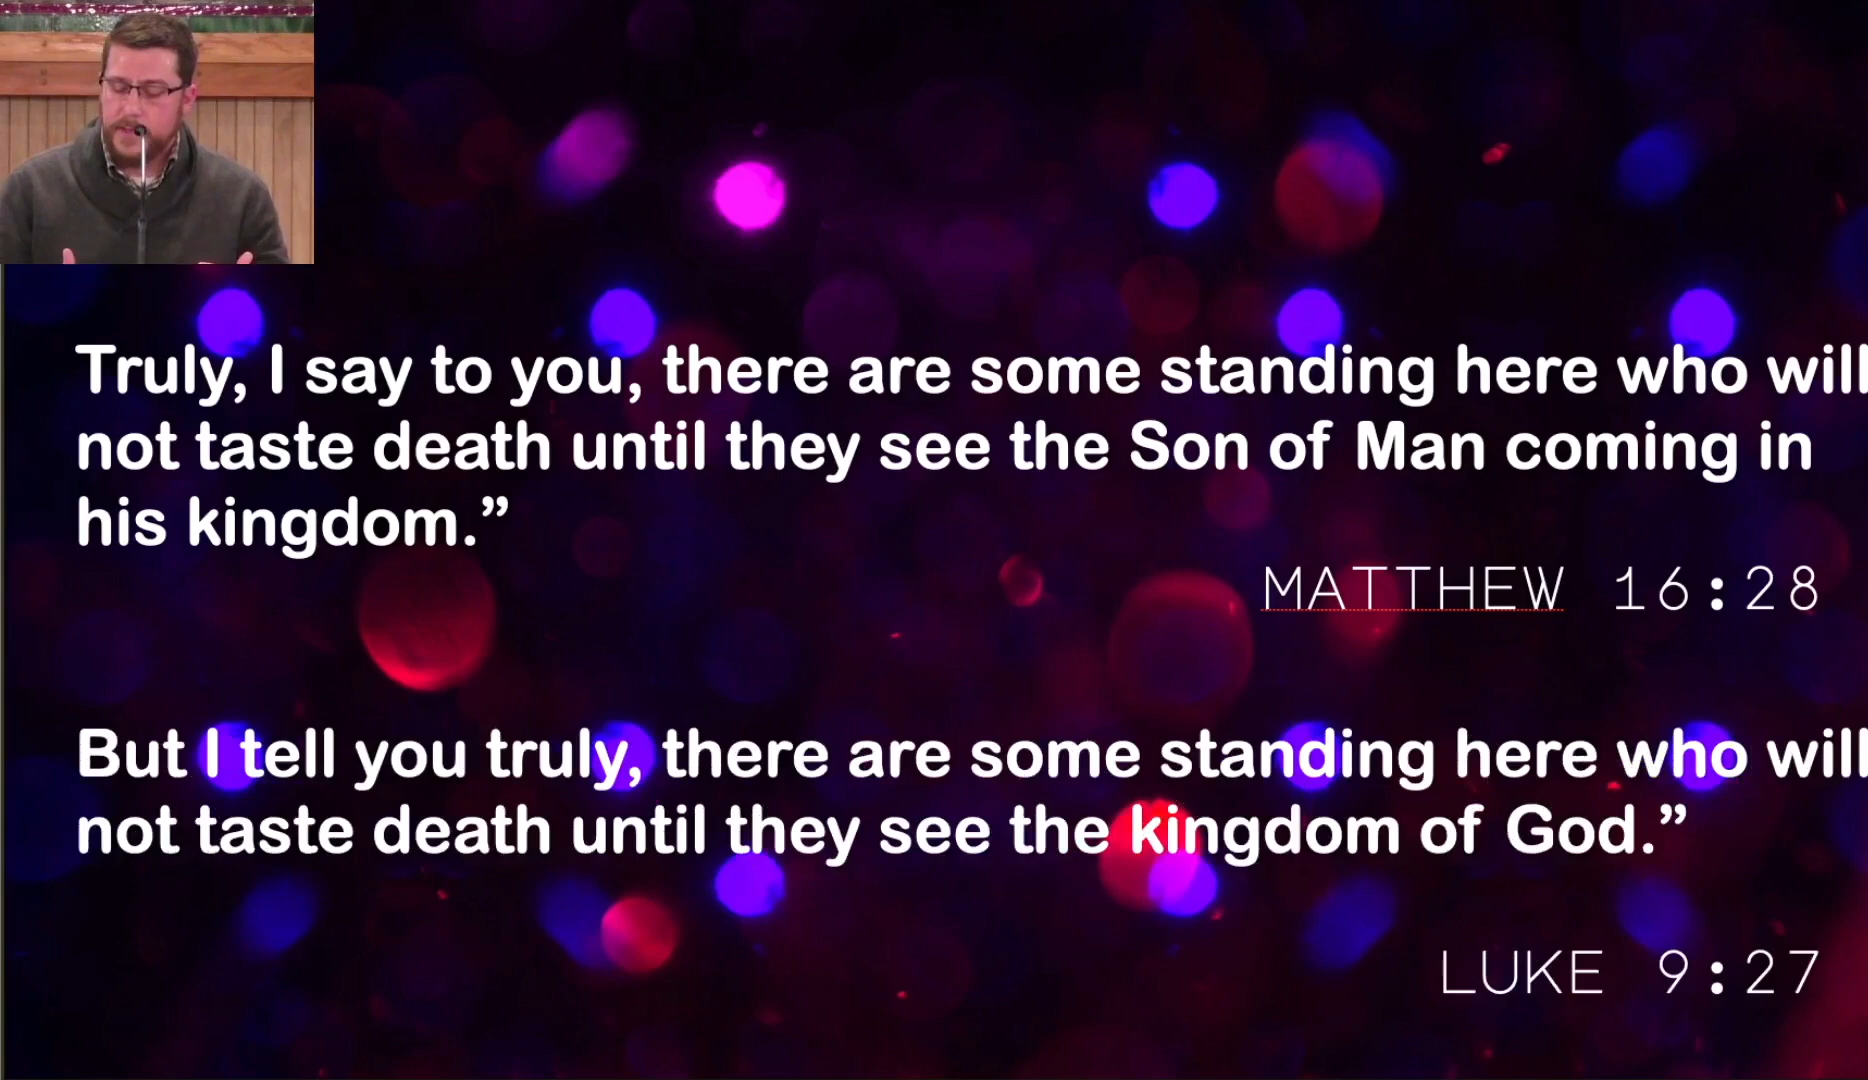 Truly, I say to you, there are some standing here who will
not taste death until they see the Son of Man coming in
his kingdom.”
MATTHEW 16:28
But I tell you truly, there are some standing here who will
not taste death until they see the kingdom of God.”
LUKE 9:27